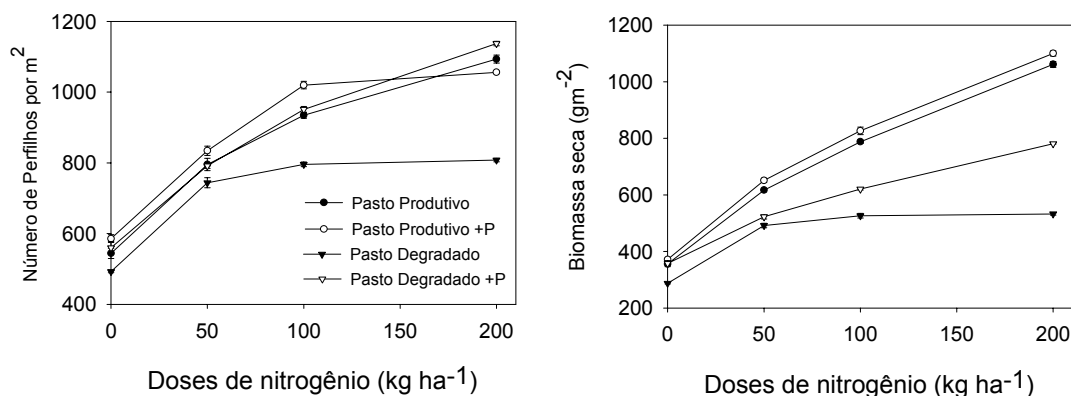 Número de Perfilhos por m2
1200
1000
800
600
400
0
50
100
150
200
Doses de nitrogênio (kg ha-1)
Pasto Produtivo
Pasto Produtivo +P
Pasto Degradado
Pasto Degradado +P
Biomassa seca (gm-2)
1200
1000
800
600
400
200
0
50
100
150
200
Doses de nitrogênio (kg ha-1)